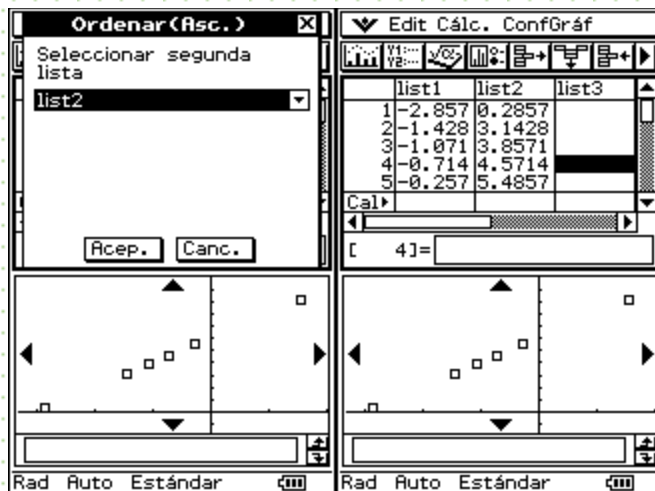 Ordenar(Asc.)
Seleccionar segunda
lista
list2
Acep. Canc.
Rad Auto Estándar
Edit Cálc. ConfGráf
list1 list2 list3
1 -2.857 0.2857
2 -1.428 3.1428
3 -1.071 3.8571
4 -0.714 4.5714
5 -0.257 5.4857
Cal
[ 4]=
Rad Auto Estándar